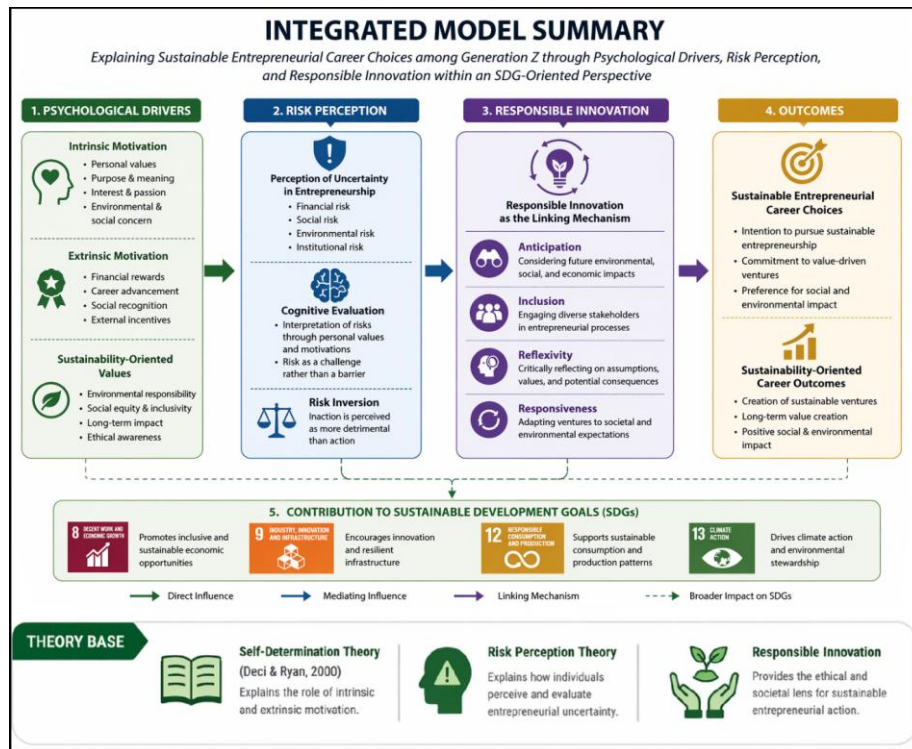 INTEGRATED MODEL SUMMARY
Explaining Sustainable Entrepreneurial Career Choices among Generation Z through Psychological Drivers, Risk Perception,
and Responsible Innovation within an SDG-Oriented Perspective
1. PSYCHOLOGICAL DRIVERS
Intrinsic Motivation
• Personal values
• Purpose & meaning
• Interest & passion
• Environmental &
social concern
Extrinsic Motivation
• Financial rewards
• Career advancement
• Social recognition
• External incentives
Sustainability-Oriented
Values
• Environmental responsibility
• Social equity & inclusivity
• Long-term impact
• Ethical awareness
2. RISK PERCEPTION
Perception of Uncertainty
in Entrepreneurship
• Financial risk
• Social risk
• Environmental risk
• Institutional risk
Cognitive Evaluation
• Interpretation of risks
through personal values
and motivations
• Risk as a challenge
rather than a barrier
Risk Inversion
Inaction is perceived
as more detrimental
than action
3. RESPONSIBLE INNOVATION
Responsible Innovation
as the Linking Mechanism
Anticipation
Considering future environmental,
social, and economic impacts
Inclusion
Engaging diverse stakeholders
in entrepreneurial processes
Reflexivity
Critically reflecting on assumptions,
values, and potential consequences
Responsiveness
Adapting ventures to societal and
environmental expectations
4. OUTCOMES
Sustainable Entrepreneurial
Career Choices
• Intention to pursue sustainable
entrepreneurship
• Commitment to value-driven
ventures
• Preference for social and
environmental impact
Sustainability-Oriented
Career Outcomes
• Creation of sustainable ventures
• Long-term value creation
• Positive social & environmental
impact
5. CONTRIBUTION TO SUSTAINABLE DEVELOPMENT GOALS (SDGs)
8 DECENT WORK AND
ECONOMIC GROWTH
Promotes inclusive and
sustainable economic
opportunities
9 INDUSTRY, INNOVATION
AND INFRASTRUCTURE
Encourages innovation
and resilient
infrastructure
12 RESPONSIBLE
CONSUMPTION
AND PRODUCTION
Supports sustainable
consumption and
production patterns
13 CLIMATE
ACTION
Drives climate action
and environmental
stewardship
Direct Influence
Mediating Influence
Linking Mechanism
Broader Impact on SDGs
THEORY BASE
Self-Determination Theory
(Deci & Ryan, 2000)
Explains the role of intrinsic
and extrinsic motivation.
Risk Perception Theory
Explains how individuals
perceive and evaluate
entrepreneurial uncertainty.
Responsible Innovation
Provides the ethical and
societal lens for sustainable
entrepreneurial action.